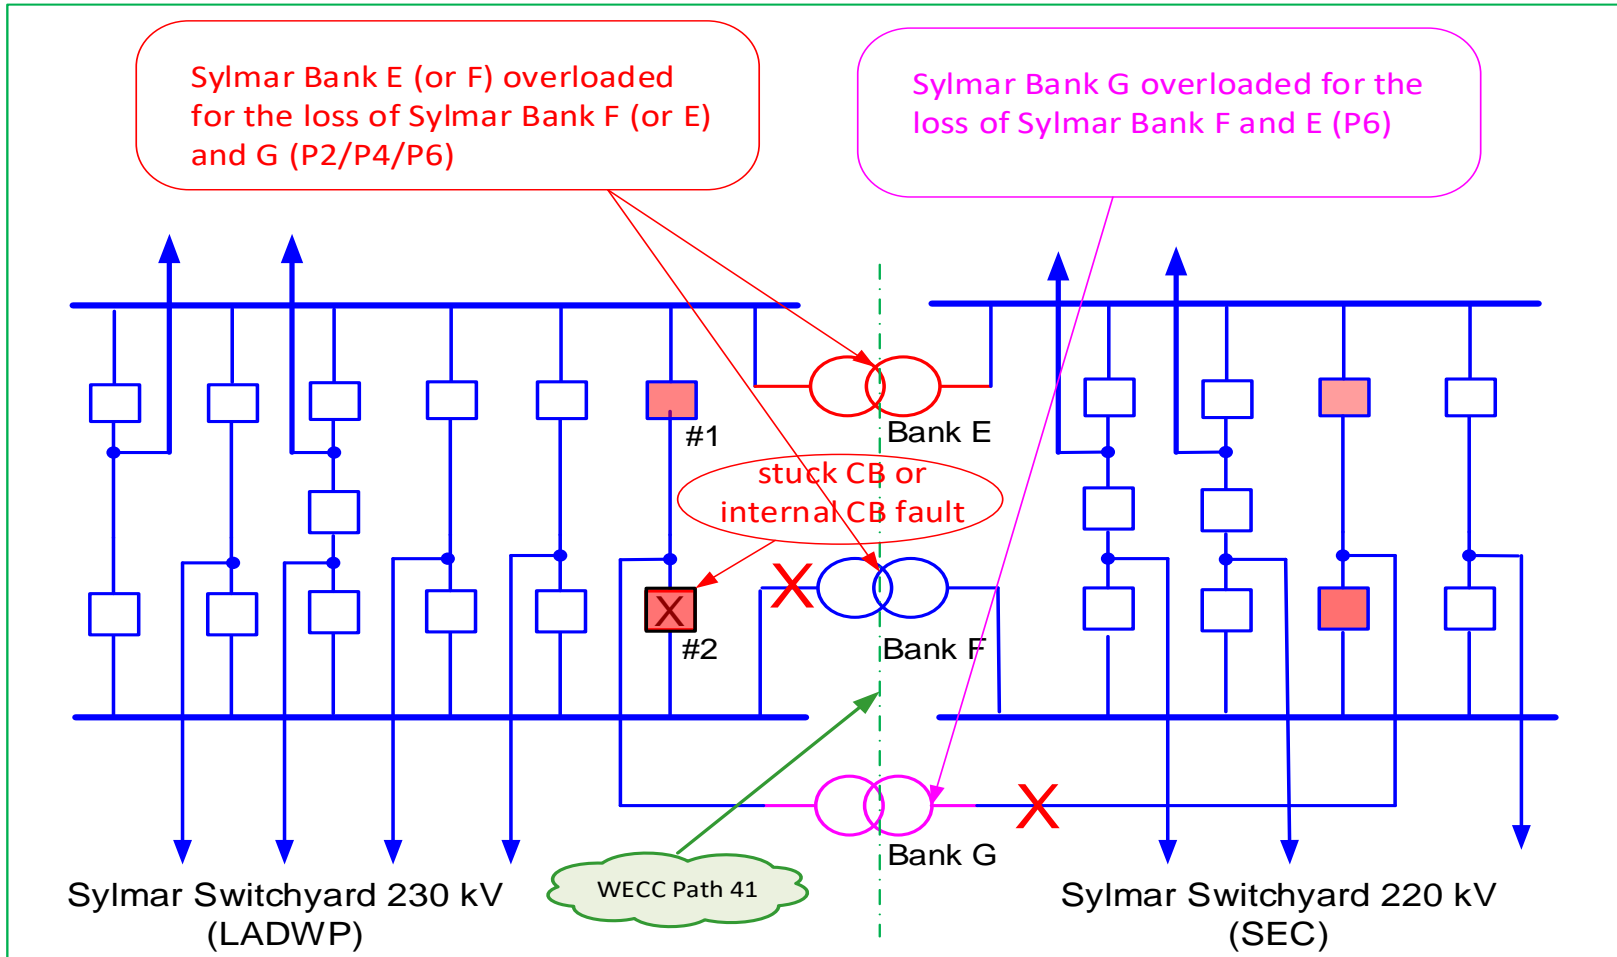 Sylmar Bank E (or F) overloaded
for the loss of Sylmar Bank F (or E)
and G (P2/P4/P6)
Sylmar Bank G overloaded for the
loss of Sylmar Bank F and E (P6)
#1
Bank E
stuck CB or
internal CB fault
X
X
#2
Bank F
X
Bank G
WECC Path 41
Sylmar Switchyard 230 kV
(LADWP)
Sylmar Switchyard 220 kV
(SEC)